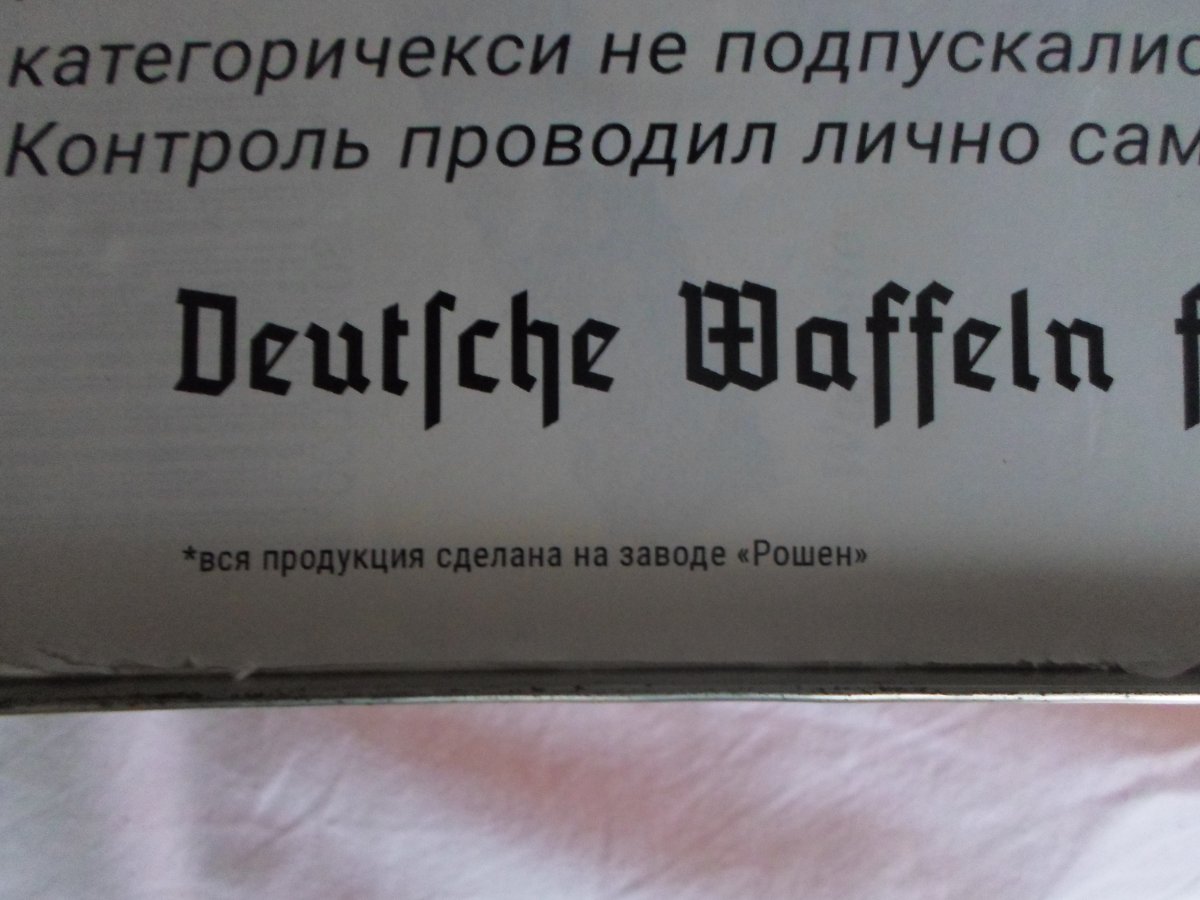 категоричекси не подпускалис
Контроль проводил лично сам
Deutſche Waffeln f
*вся продукция сделана на заводе «Рошен»